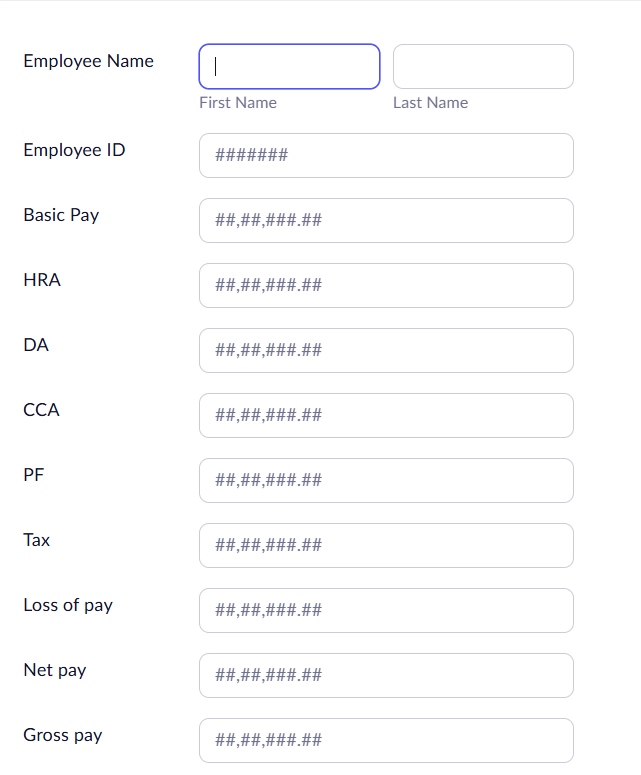 Employee Name
First Name Last Name
Employee ID #######
Basic Pay ##,##,###.##
HRA ##,##,###.##
DA ##,##,###.##
CCA ##,##,###.##
PF ##,##,###.##
Tax ##,##,###.##
Loss of pay ##,##,###.##
Net pay ##,##,###.##
Gross pay ##,##,###.##